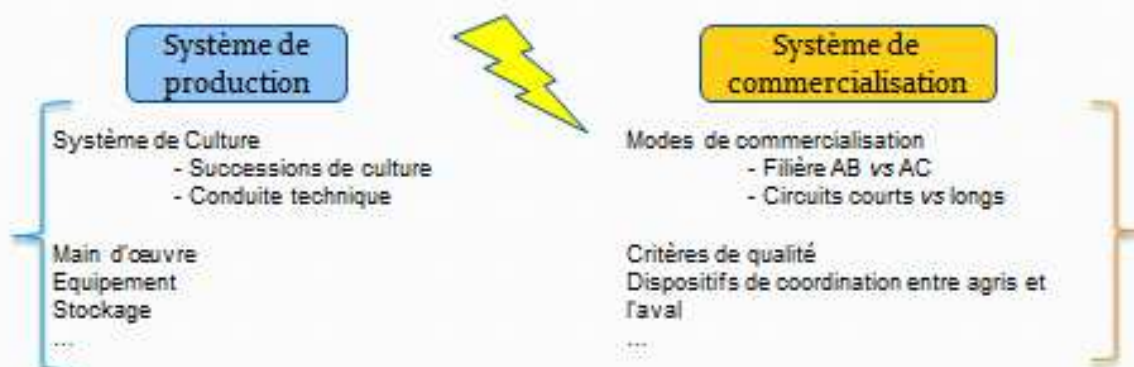 Système de
production
Système de Culture
- Successions de culture
- Conduite technique
Main d'œuvre
Equipement
Stockage
...
Système de
commercialisation
Modes de commercialisation
- Filière AB vs AC
- Circuits courts vs longs
Critères de qualité
Dispositifs de coordination entre agris et
l'aval
...